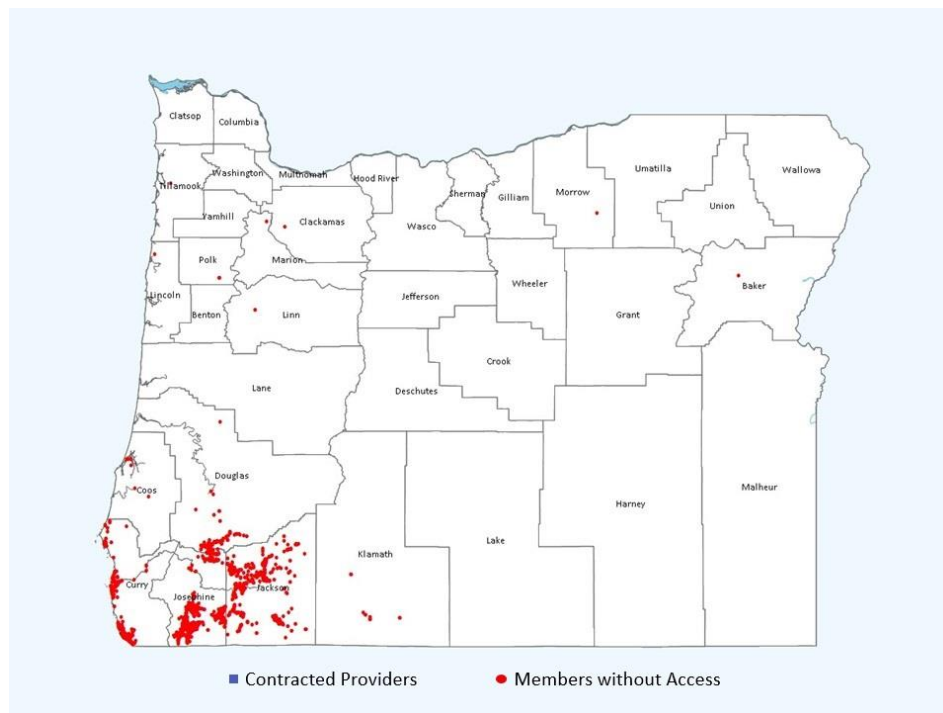 Clatsop
Columbia
Tillamook
Washington
Multnomah
Hood River
Sherman
Gilliam
Morrow
Umatilla
Union
Wallowa
Yamhill
Clackamas
Wasco
Polk
Marion
Lincoln
Benton
Linn
Jefferson
Wheeler
Grant
Baker
Crook
Lane
Deschutes
Douglas
Coos
Harney
Malheur
Lake
Klamath
Curry
Josephine
Jackson
Contracted Providers
Members without Access